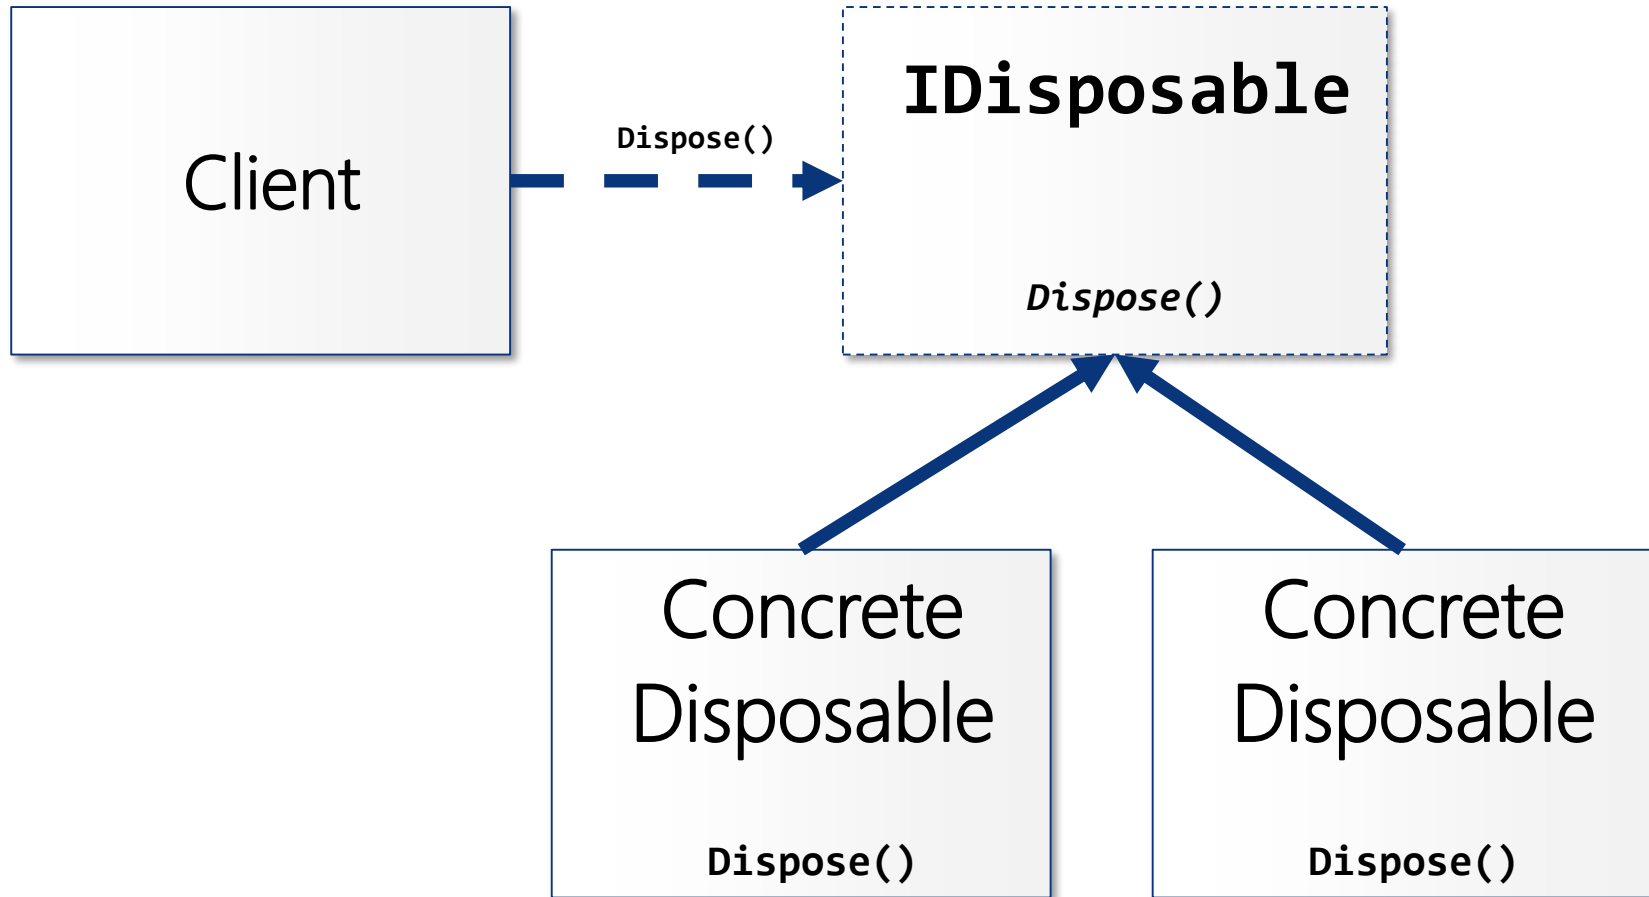 Client
Dispose()
IDisposable
Dispose()
Concrete
Disposable
Dispose()
Concrete
Disposable
Dispose()